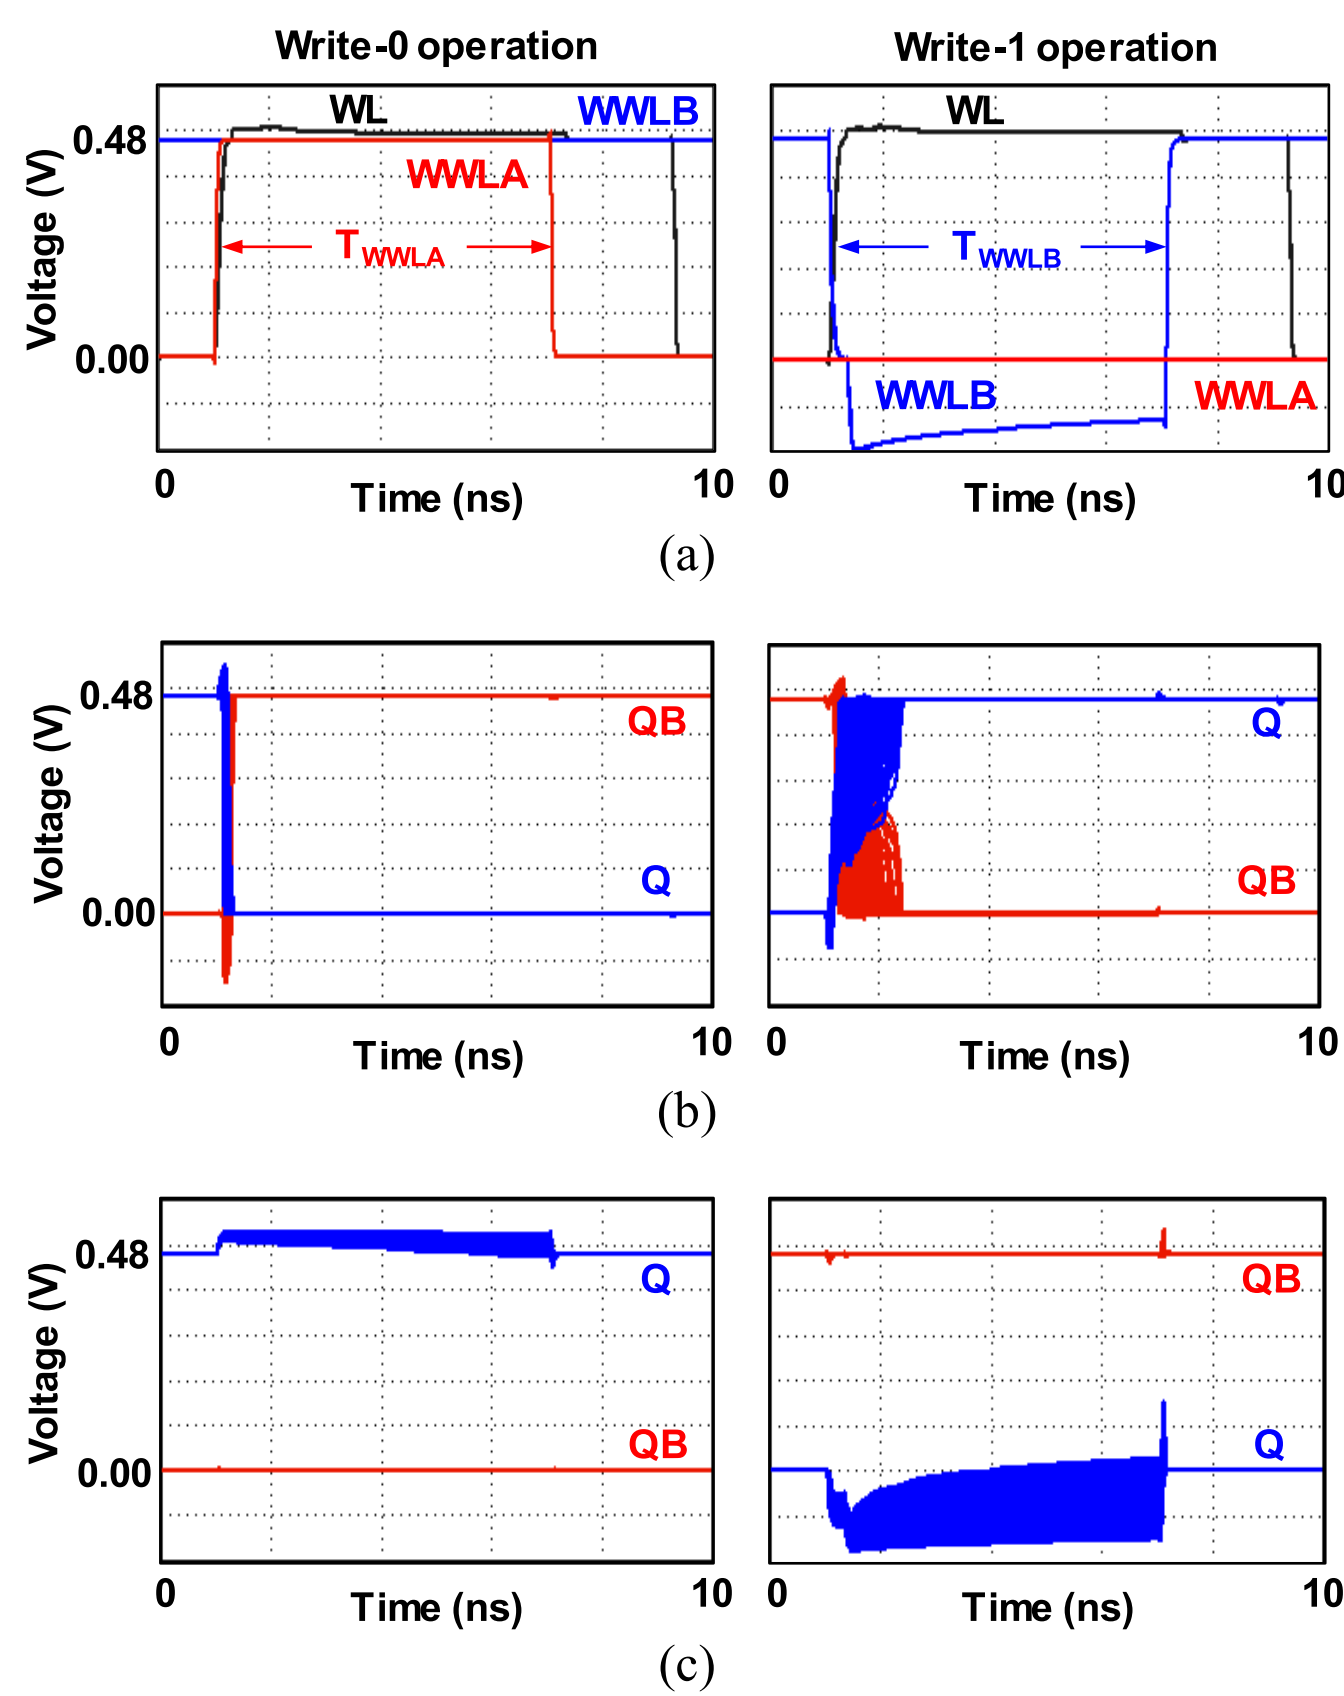 Write-0 operation
Write-1 operation
WL
WWLB
WL
0.48
WWLA
Voltage (V)
T WWLA
T WWLB
0.00
WWLB
WWLA
0
10
0
10
Time (ns)
Time (ns)
(a)
0.48
QB
Q
Voltage (V)
Q
QB
0.00
0
10
0
10
Time (ns)
Time (ns)
(b)
0.48
Q
QB
Voltage (V)
QB
Q
0.00
0
10
0
10
Time (ns)
Time (ns)
(c)